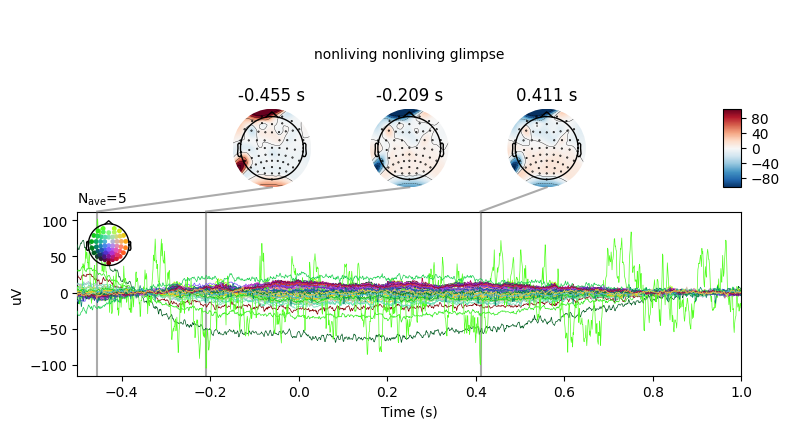 nonliving nonliving glimpse
-0.455 s -0.209 s 0.411 s
80
40
0
−40
−80
Nave=5
100
50
0
−50
−100
uV
−0.4 −0.2 0.0 0.2 0.4 0.6 0.8 1.0
Time (s)